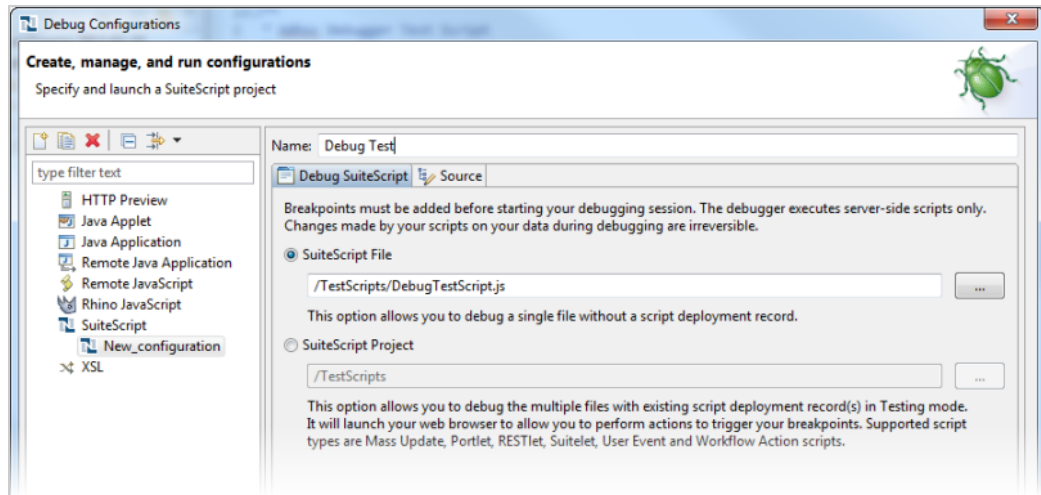 Debug Configurations
Create, manage, and run configurations
Specify and launch a SuiteScript project
type filter text
HTTP Preview
Java Applet
Java Application
Remote Java Application
Remote JavaScript
Rhino JavaScript
SuiteScript
New_configuration
XSL
Name: Debug Test
Debug SuiteScript Source
Breakpoints must be added before starting your debugging session. The debugger executes server-side scripts only.
Changes made by your scripts on your data during debugging are irreversible.
SuiteScript File
/TestScripts/DebugTestScript.js
...
This option allows you to debug a single file without a script deployment record.
SuiteScript Project
/TestScripts
...
This option allows you to debug the multiple files with existing script deployment record(s) in Testing mode.
It will launch your web browser to allow you to perform actions to trigger your breakpoints. Supported script
types are Mass Update, Portlet, RESTlet, Suitelet, User Event and Workflow Action scripts.